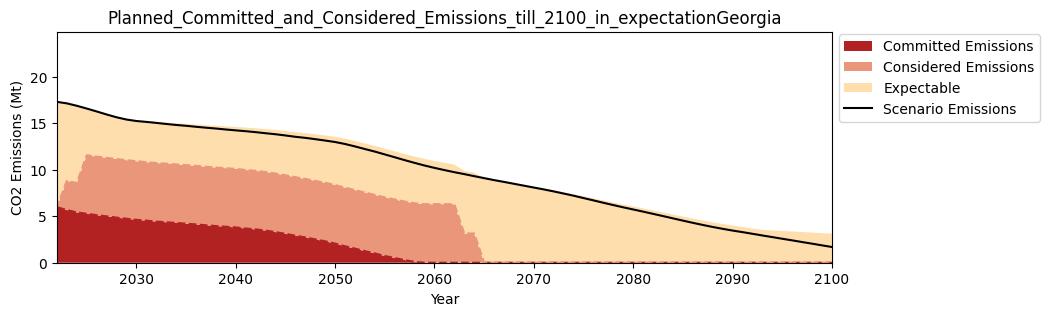 Planned_Committed_and_Considered_Emissions_till_2100_in_expectationGeorgia
CO2 Emissions (Mt)
20
15
10
5
0
2030 2040 2050 2060 2070 2080 2090 2100
Year
Committed Emissions
Considered Emissions
Expectable
Scenario Emissions